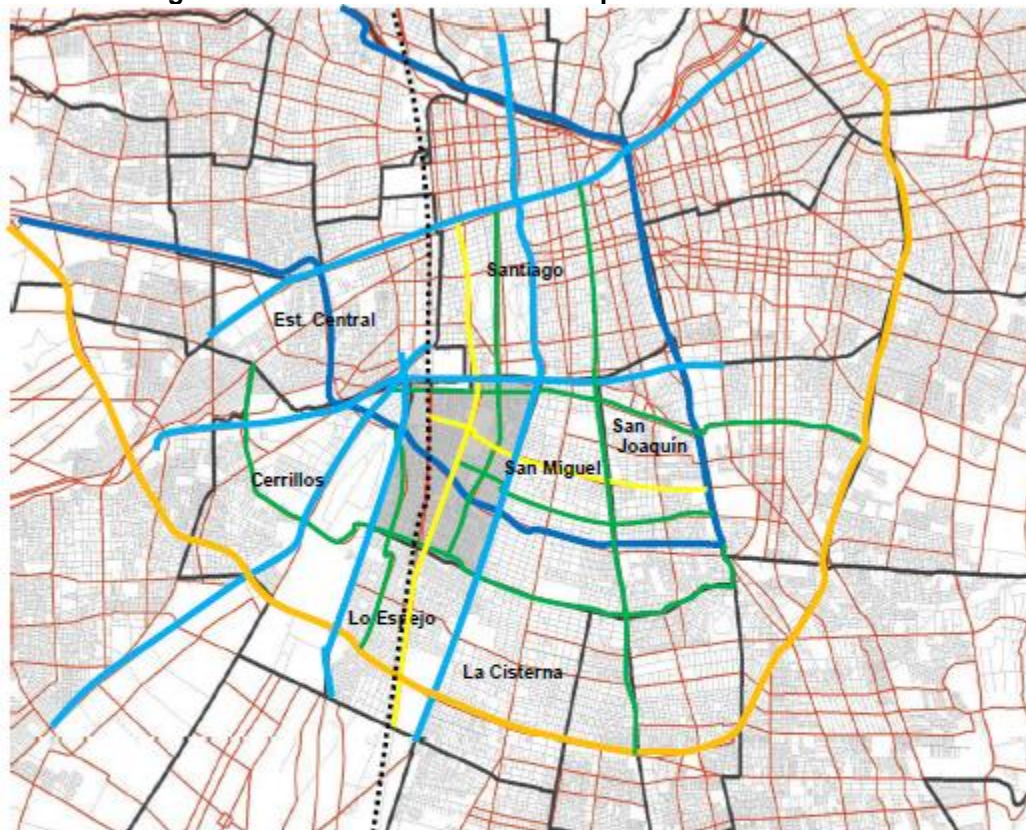 Santiago
Est. Central
San
Joaquín
San Miguel
Cerrillos
Lo Espejo
La Cisterna